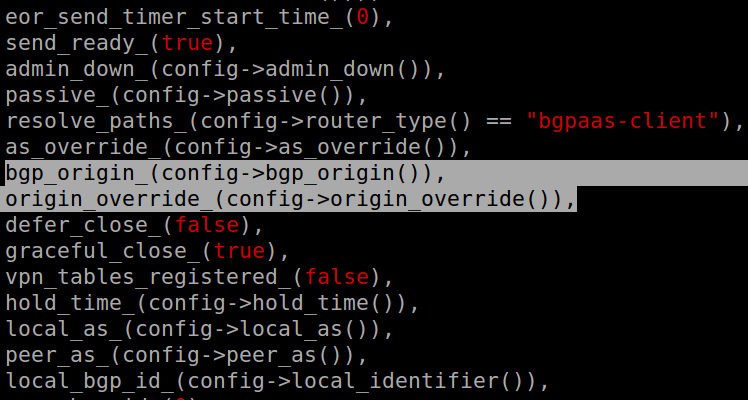 eor_send_timer_start_time_(0),
send_ready_(true),
admin_down_(config->admin_down()),
passive_(config->passive()),
resolve_paths_(config->router_type() == "bgpaas-client"),
as_override_(config->as_override()),
bgp_origin_(config->bgp_origin()),
origin_override_(config->origin_override()),
defer_close_(false),
graceful_close_(true),
vpn_tables_registered_(false),
hold_time_(config->hold_time()),
local_as_(config->local_as()),
peer_as_(config->peer_as()),
local_bgp_id_(config->local_identifier()),